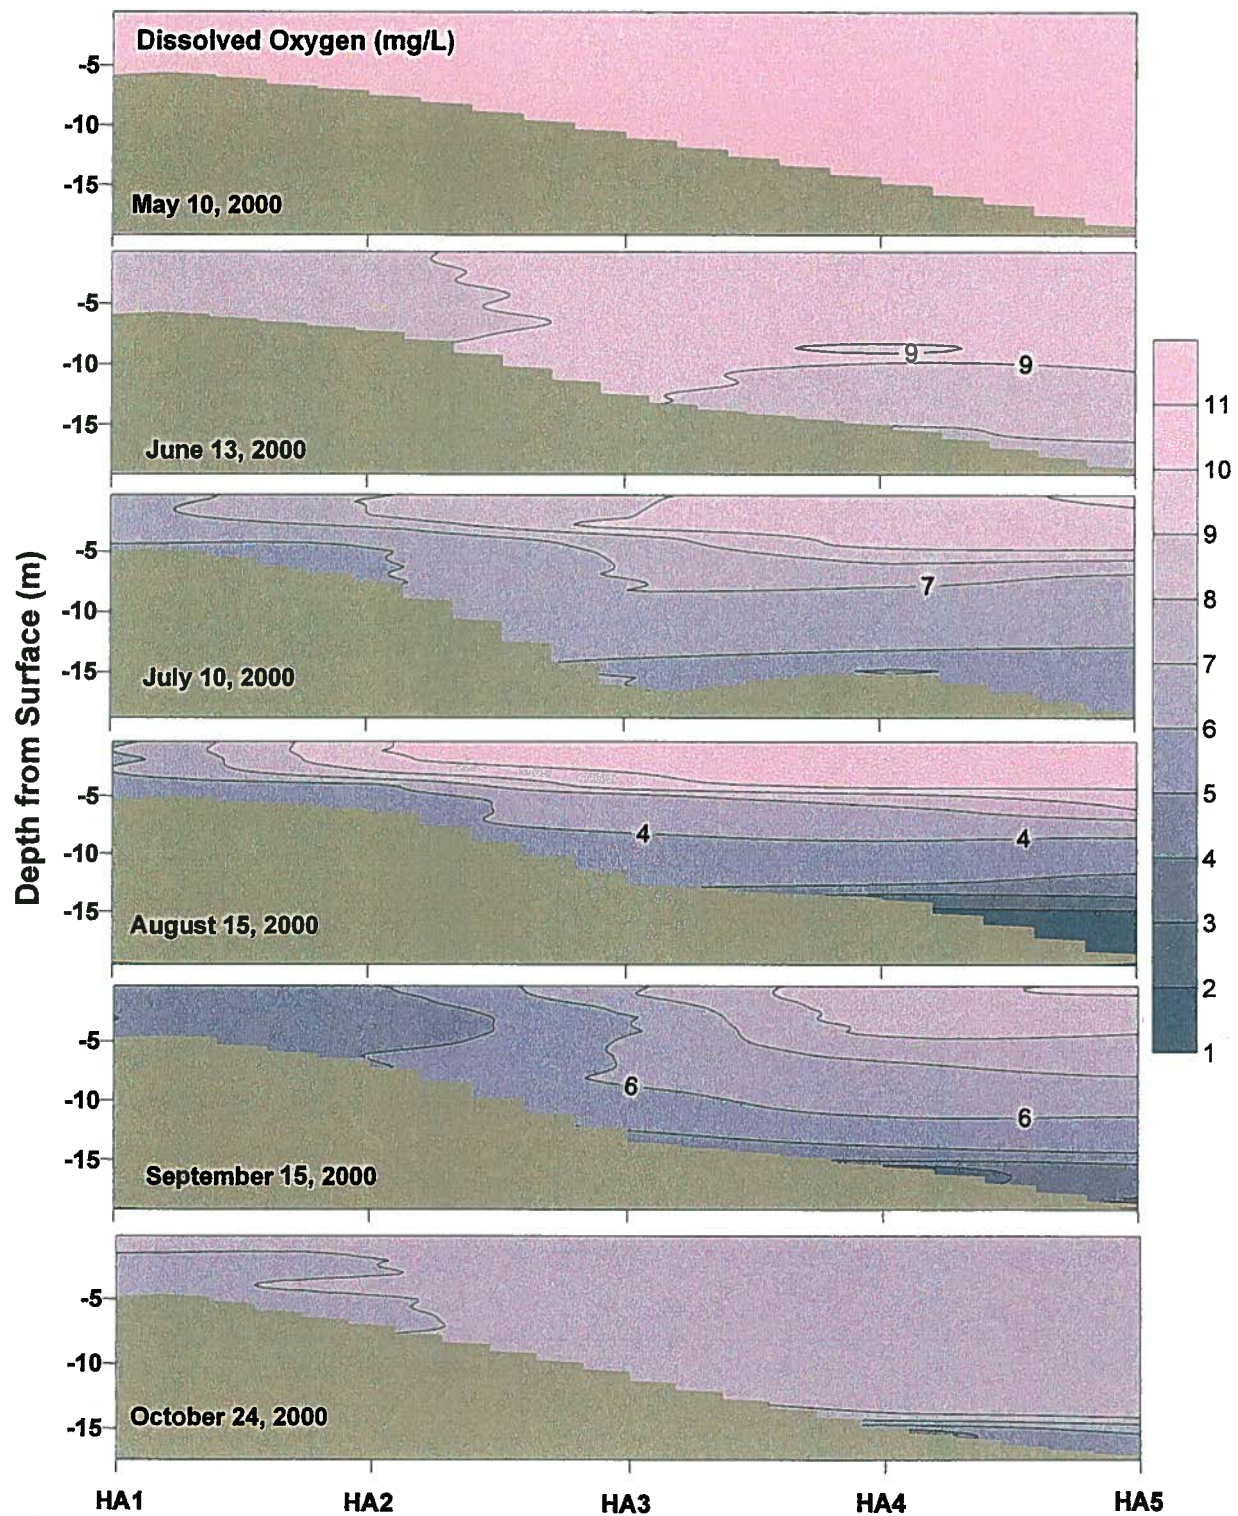 Dissolved Oxygen (mg/L)
-5
-10
-15
May 10, 2000
-5
9
9
-10
-15
June 13, 2000
11
10
9
8
7
6
5
4
3
2
1
Depth from Surface (m)
-5
7
-10
-15
July 10, 2000
-5
4
4
-10
-15
August 15, 2000
-5
6
-10
6
-15
September 15, 2000
-5
-10
-15
October 24, 2000
HA1
HA2
HA3
HA4
HA5